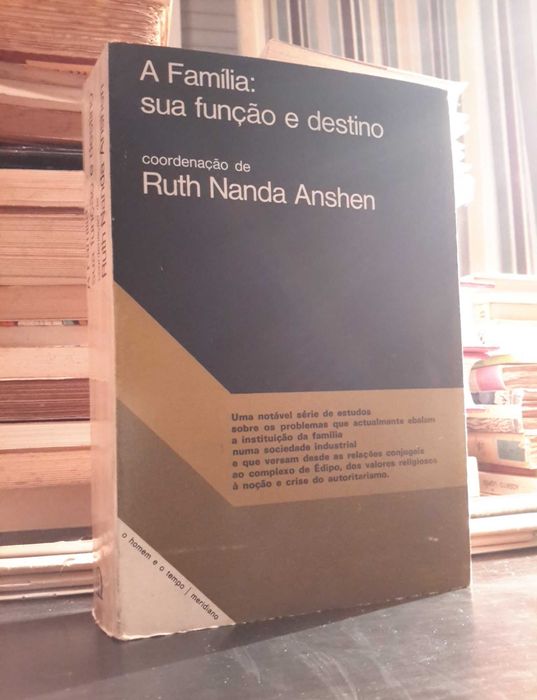 A Família:
sua função e destino
coordenação de
Ruth Nanda Anshen
Uma notável série de estudos
sobre os problemas que actualmente abalam
a instituição da família
numa sociedade industrial
e que versam desde as relações conjugais
ao complexo de Édipo, dos valores religiosos
à noção e crise do autoritarismo.
o homem e o tempo / meridiano